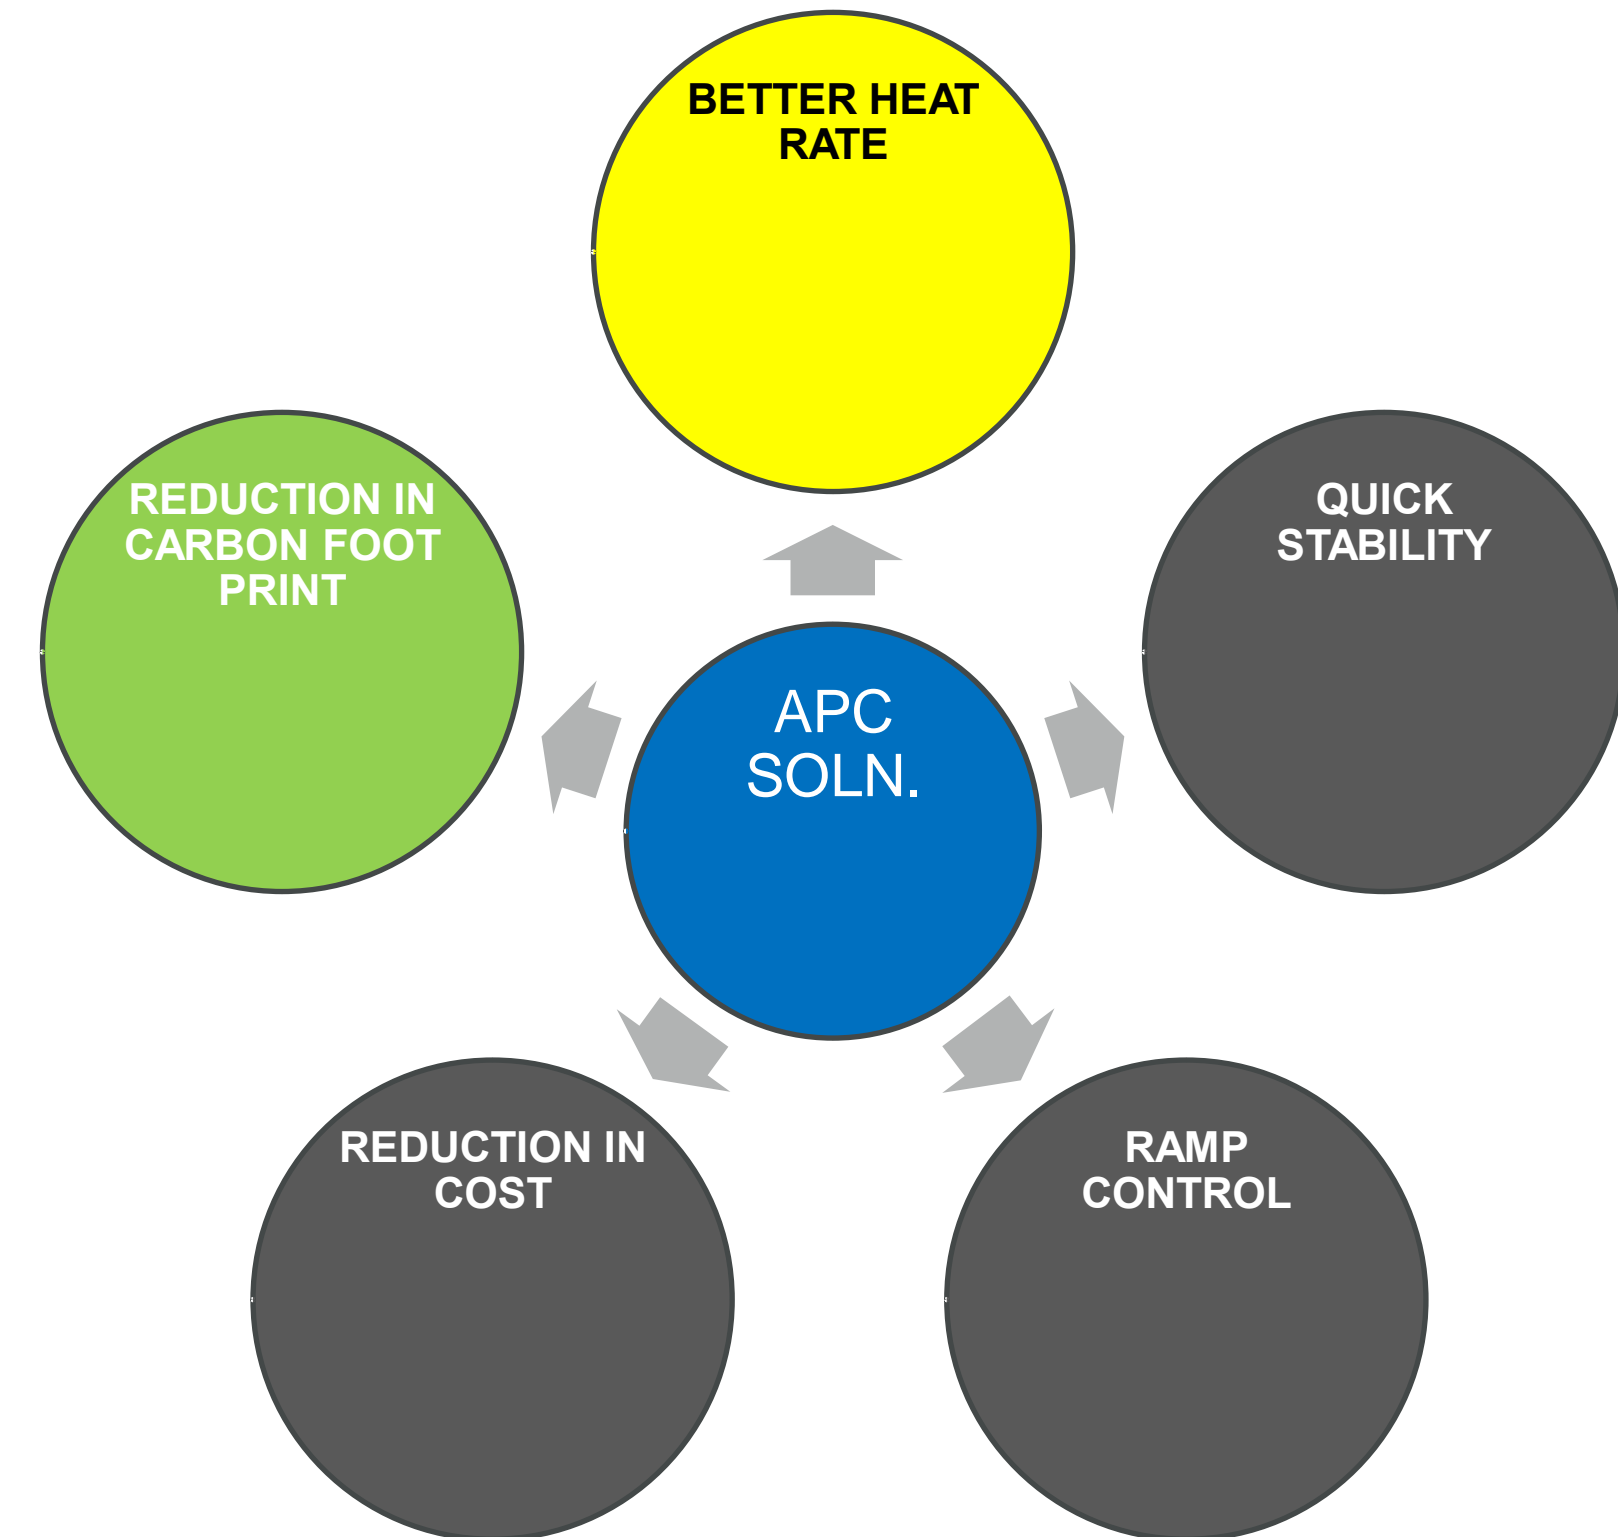 BETTER HEAT
RATE
REDUCTION IN
CARBON FOOT
PRINT
QUICK
STABILITY
APC
SOLN.
REDUCTION IN
COST
RAMP
CONTROL